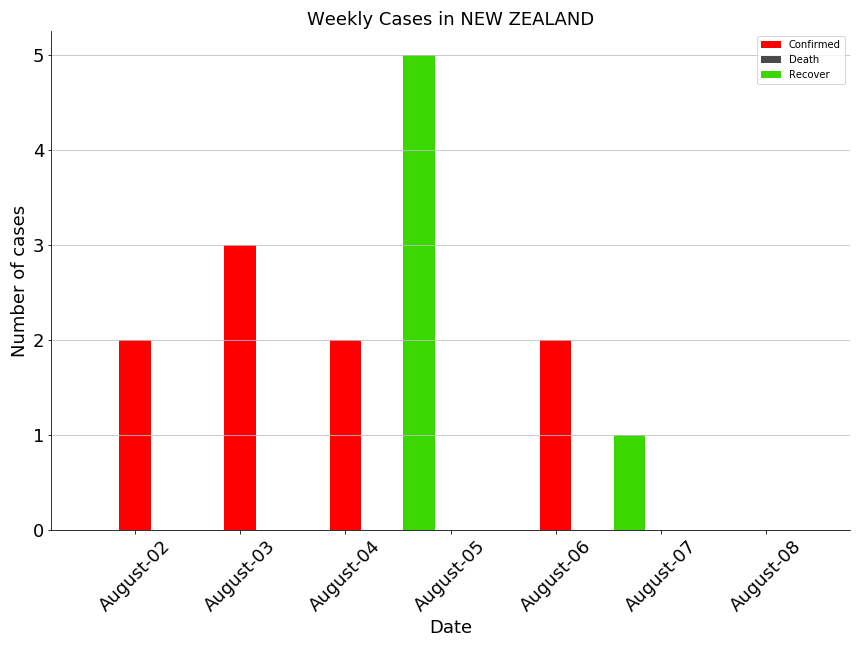 Weekly Cases in NEW ZEALAND
Confirmed
Death
Recover
Number of cases
5
4
3
2
1
0
August-02
August-03
August-04
August-05
August-06
August-07
August-08
Date